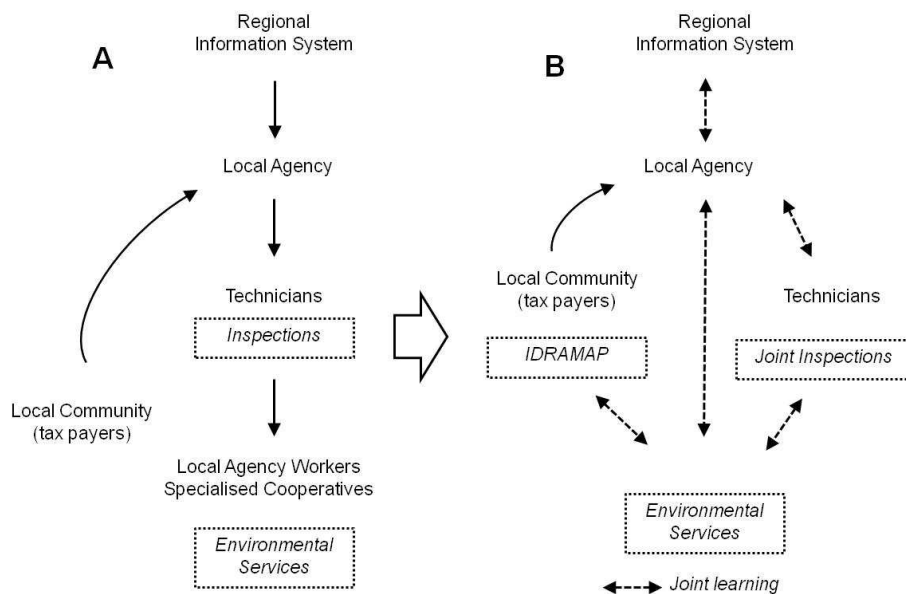 A
Regional
Information System
Local Agency
Technicians
Inspections
Local Community
(tax payers)
Local Agency Workers
Specialised Cooperatives
Environmental
Services
B
Regional
Information System
Local Agency
Local Community
(tax payers)
IDRAMAP
Technicians
Joint Inspections
Environmental
Services
Joint learning